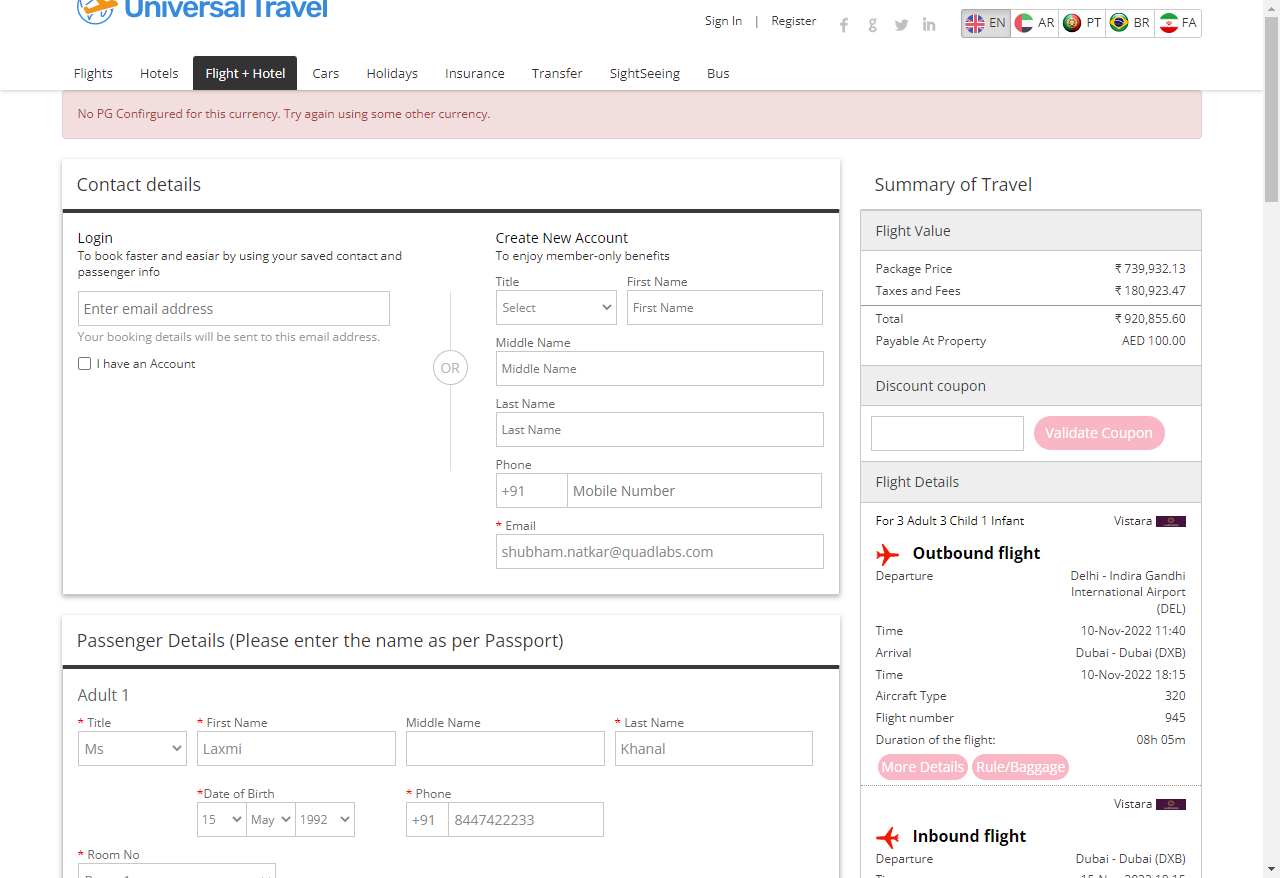 Universal Travel
Sign In | Register
EN AR PT BR FA
Flights Hotels Flight + Hotel Cars Holidays Insurance Transfer SightSeeing Bus
No PG Confirgured for this currency. Try again using some other currency.
Contact details
Login
To book faster and easiar by using your saved contact and
passenger info
Enter email address
Your booking details will be sent to this email address.
I have an Account
OR
Create New Account
To enjoy member-only benefits
Title First Name
Select First Name
Middle Name
Middle Name
Last Name
Last Name
Phone
+91 Mobile Number
* Email
shubham.natkar@quadlabs.com
Passenger Details (Please enter the name as per Passport)
Adult 1
* Title * First Name Middle Name * Last Name
Ms Laxmi Khanal
*Date of Birth * Phone
15 May 1992 +91 8447422233
* Room No
Summary of Travel
Flight Value
Package Price ₹ 739,932.13
Taxes and Fees ₹ 180,923.47
Total ₹ 920,855.60
Payable At Property AED 100.00
Discount coupon
Validate Coupon
Flight Details
For 3 Adult 3 Child 1 Infant Vistara
Outbound flight
Departure Delhi - Indira Gandhi
International Airport
(DEL)
Time 10-Nov-2022 11:40
Arrival Dubai - Dubai (DXB)
Time 10-Nov-2022 18:15
Aircraft Type 320
Flight number 945
Duration of the flight: 08h 05m
More Details Rule/Baggage
Vistara
Inbound flight
Departure Dubai - Dubai (DXB)